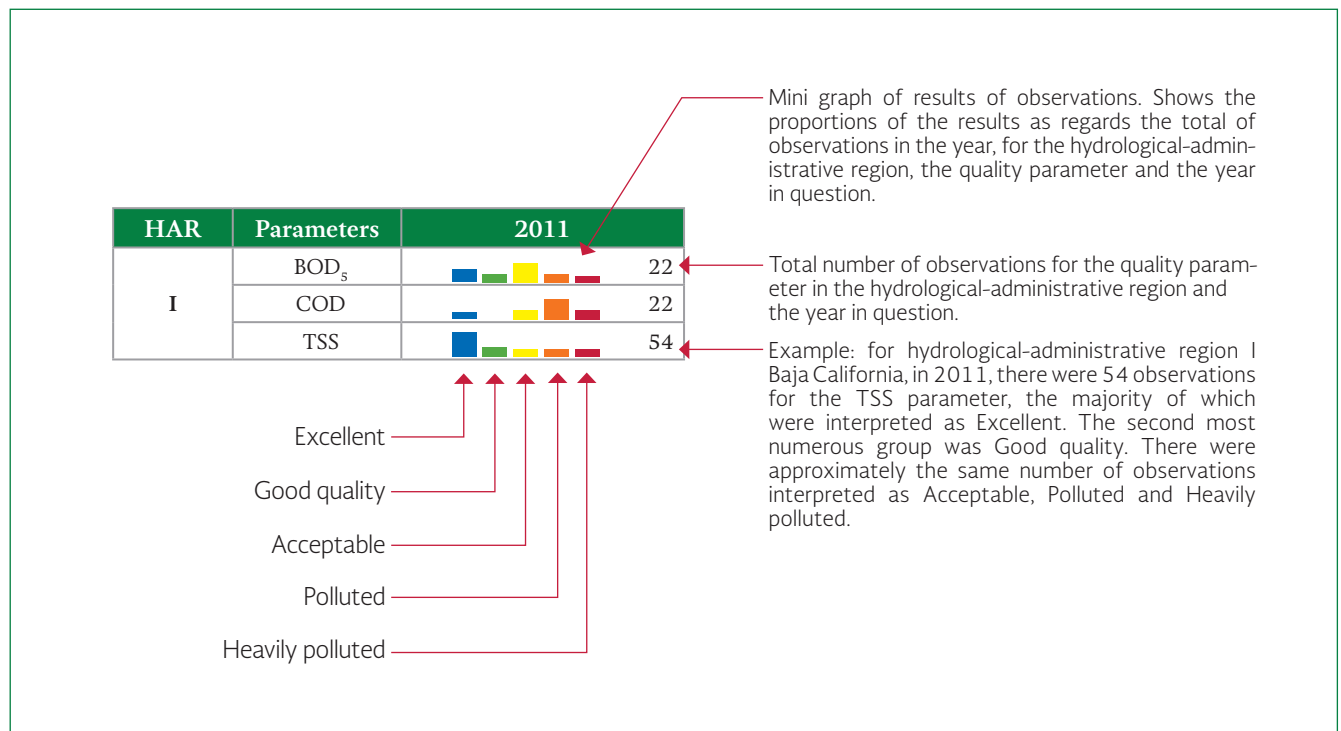 Mini graph of results of observations. Shows the
proportions of the results as regards the total of
observations in the year, for the hydrological-admin-
istrative region, the quality parameter and the year
in question.
HAR Parameters 2011
I
BOD₅ 22
COD 22
TSS 54
Total number of observations for the quality param-
eter in the hydrological-administrative region and
the year in question.
Example: for hydrological-administrative region I
Baja California, in 2011, there were 54 observations
for the TSS parameter, the majority of which
were interpreted as Excellent. The second most
numerous group was Good quality. There were
approximately the same number of observations
interpreted as Acceptable, Polluted and Heavily
polluted.
Excellent
Good quality
Acceptable
Polluted
Heavily polluted